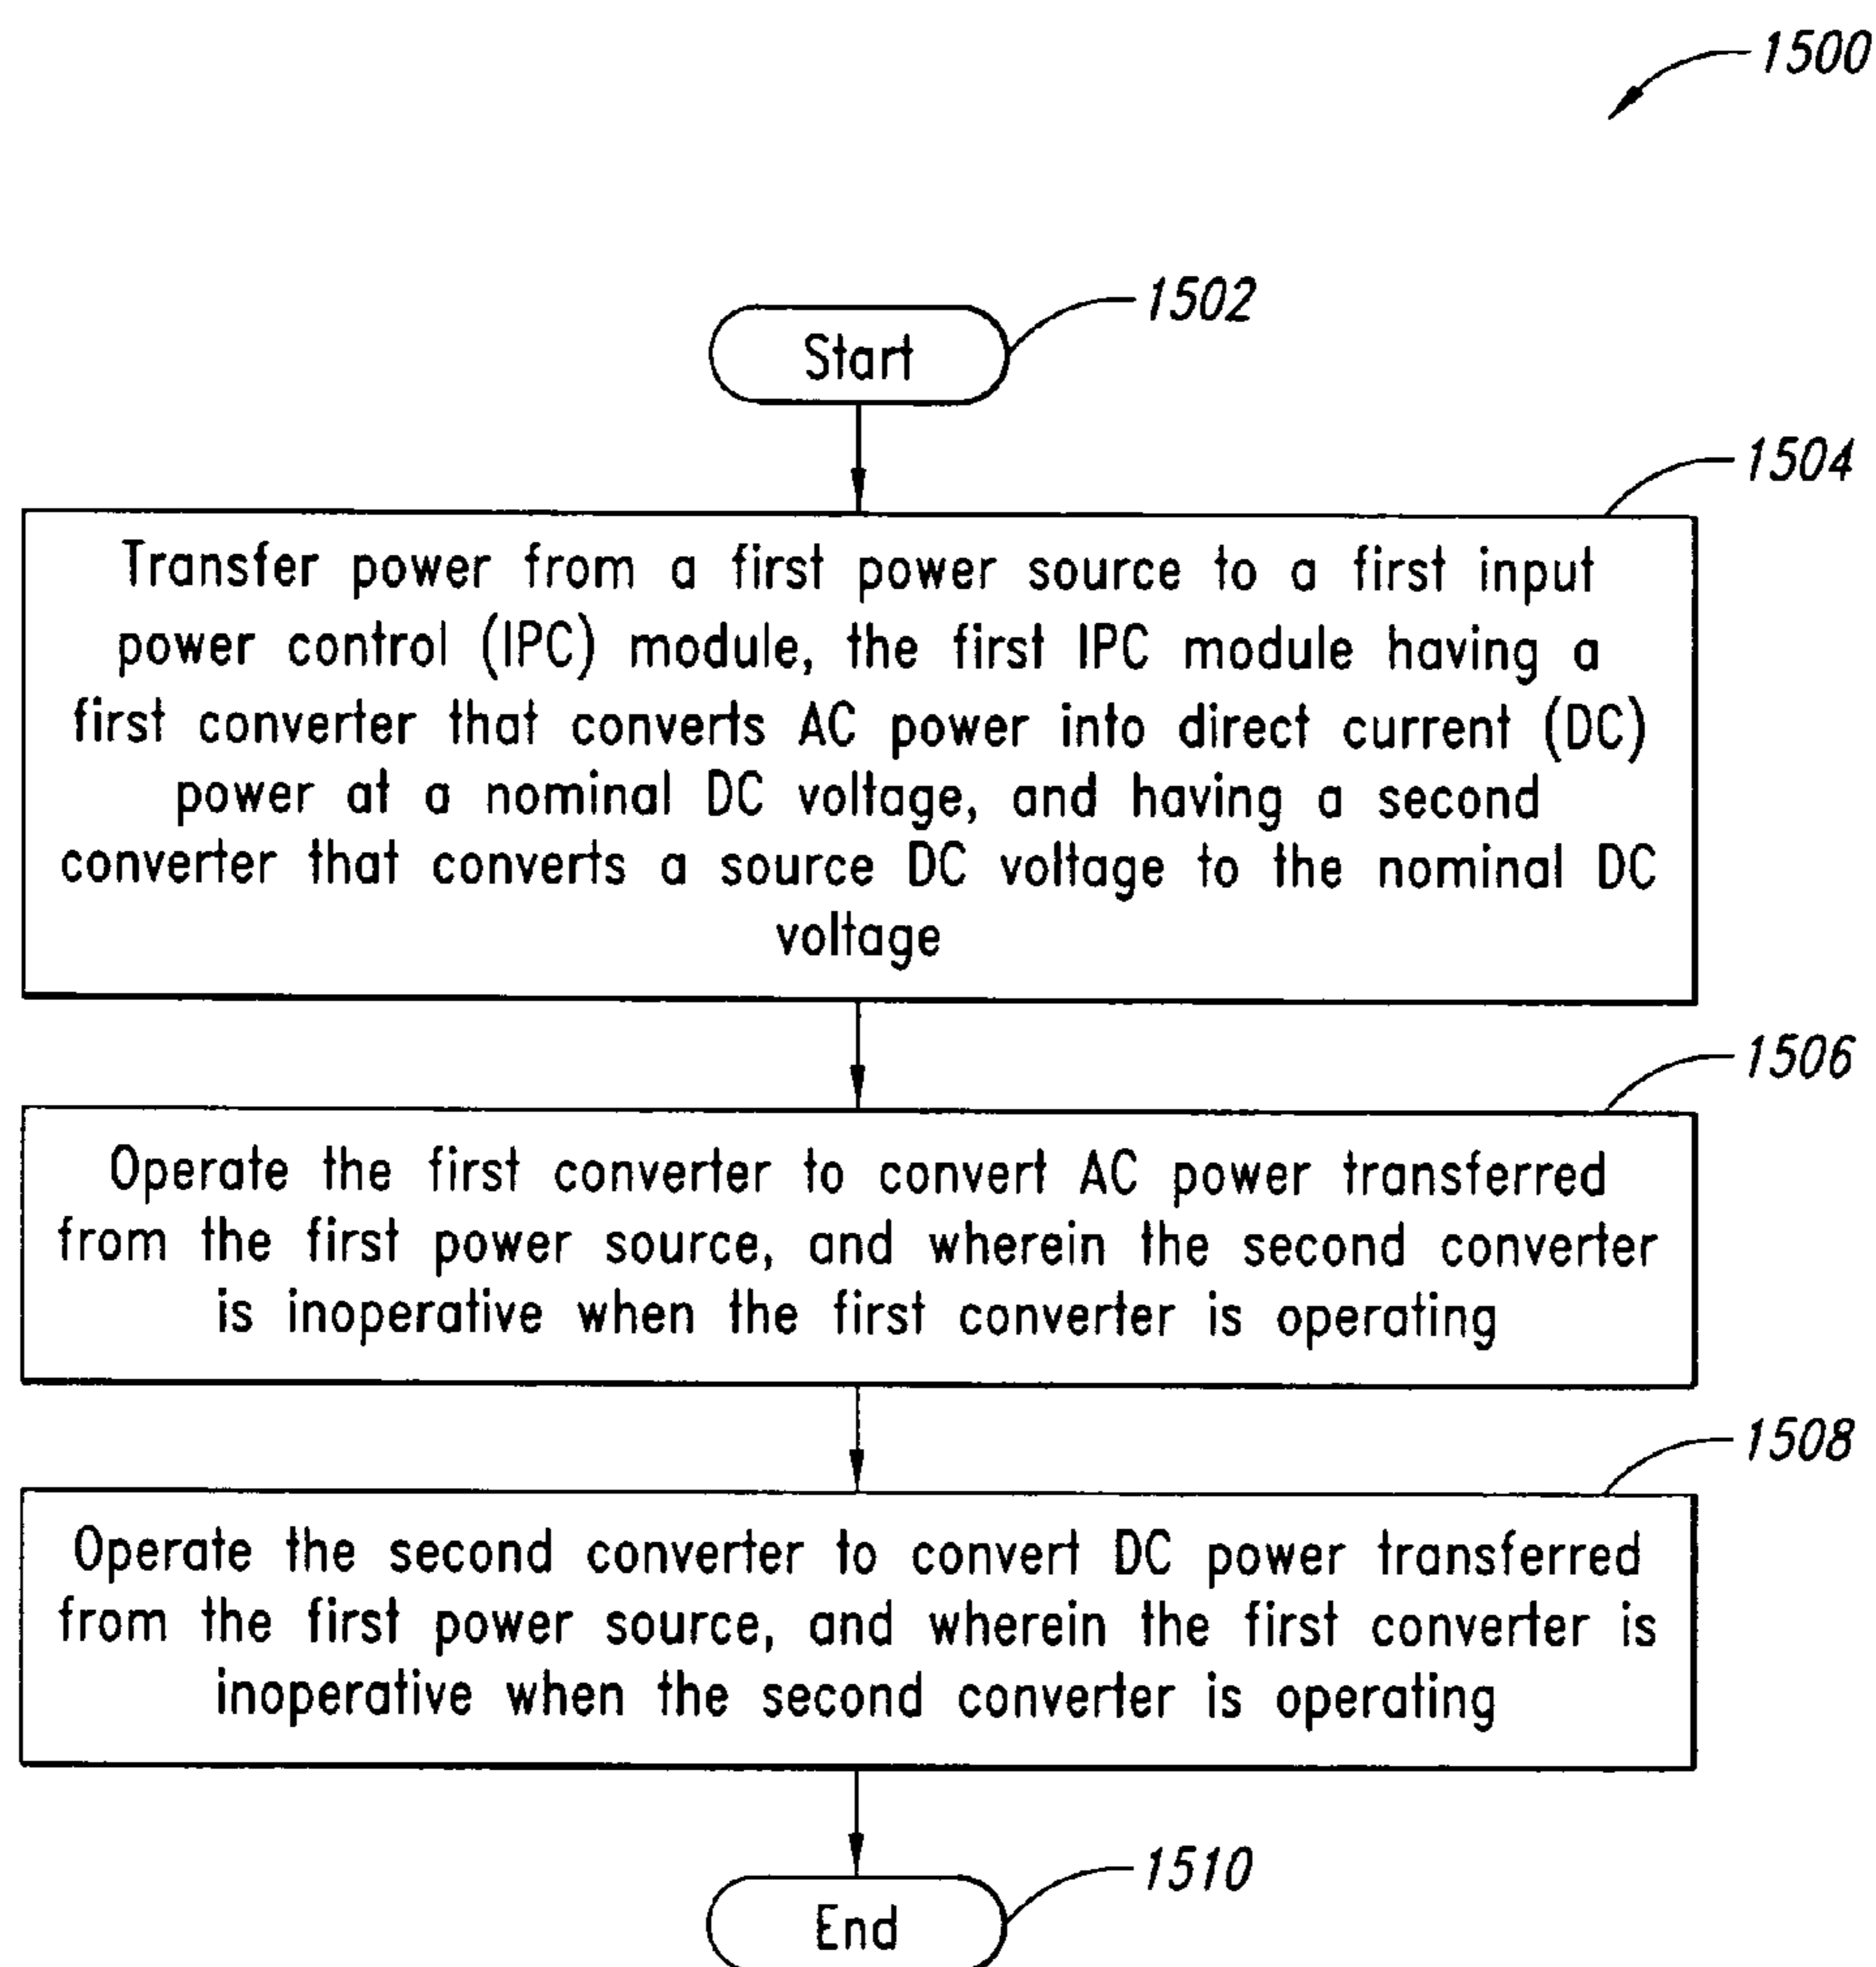 1500
Start
1502
1504
Transfer power from a first power source to a first input
power control (IPC) module, the first IPC module having a
first converter that converts AC power into direct current (DC)
power at a nominal DC voltage, and having a second
converter that converts a source DC voltage to the nominal DC
voltage
1506
Operate the first converter to convert AC power transferred
from the first power source, and wherein the second converter
is inoperative when the first converter is operating
1508
Operate the second converter to convert DC power transferred
from the first power source, and wherein the first converter is
inoperative when the second converter is operating
1510
End